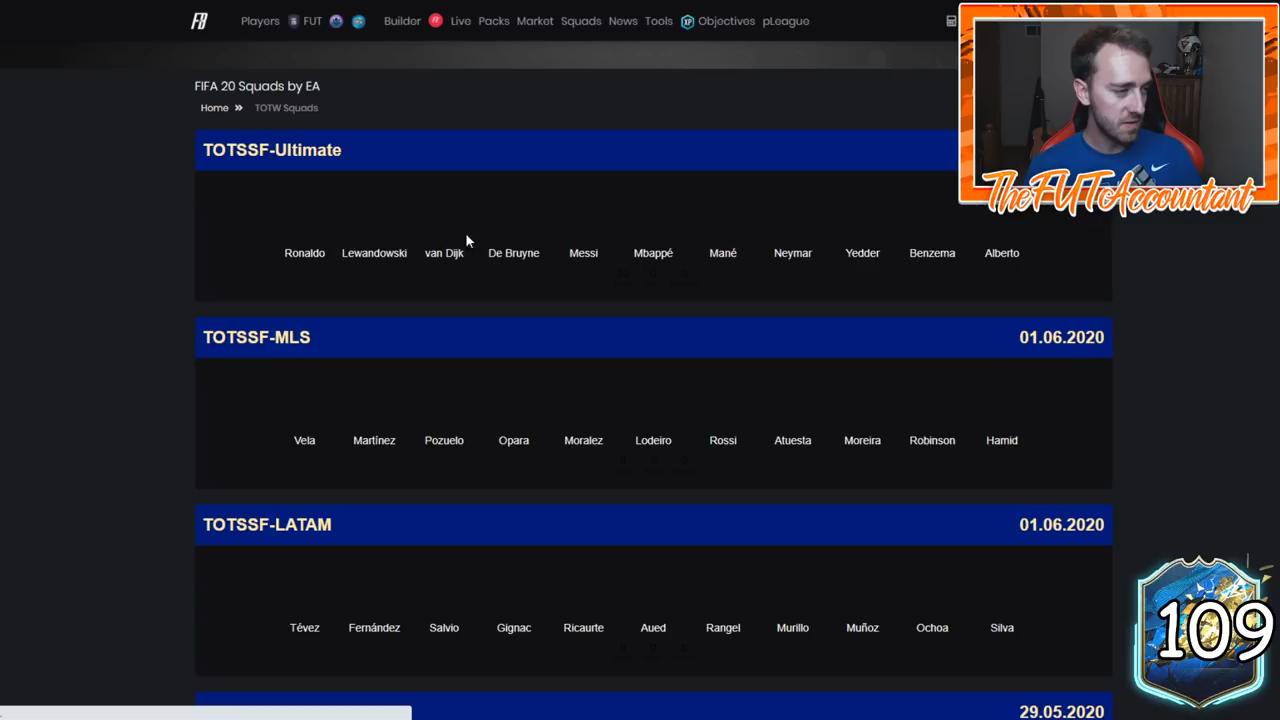 FB Players FUT Builder Live Packs Market Squads News Tools XP Objectives pLeague
FIFA 20 Squads by EA
Home » TOTW Squads
TOTSSF-Ultimate
Ronaldo Lewandowski van Dijk De Bruyne Messi Mbappé Mané Neymar Yedder Benzema Alberto
TOTSSF-MLS 01.06.2020
Vela Martínez Pozuelo Opara Moralez Lodeiro Rossi Atuesta Moreira Robinson Hamid
TOTSSF-LATAM 01.06.2020
Tévez Fernández Salvio Gignac Ricaurte Aued Rangel Murillo Muñoz Ochoa Silva
29.05.2020
TheFUTAccountant
109